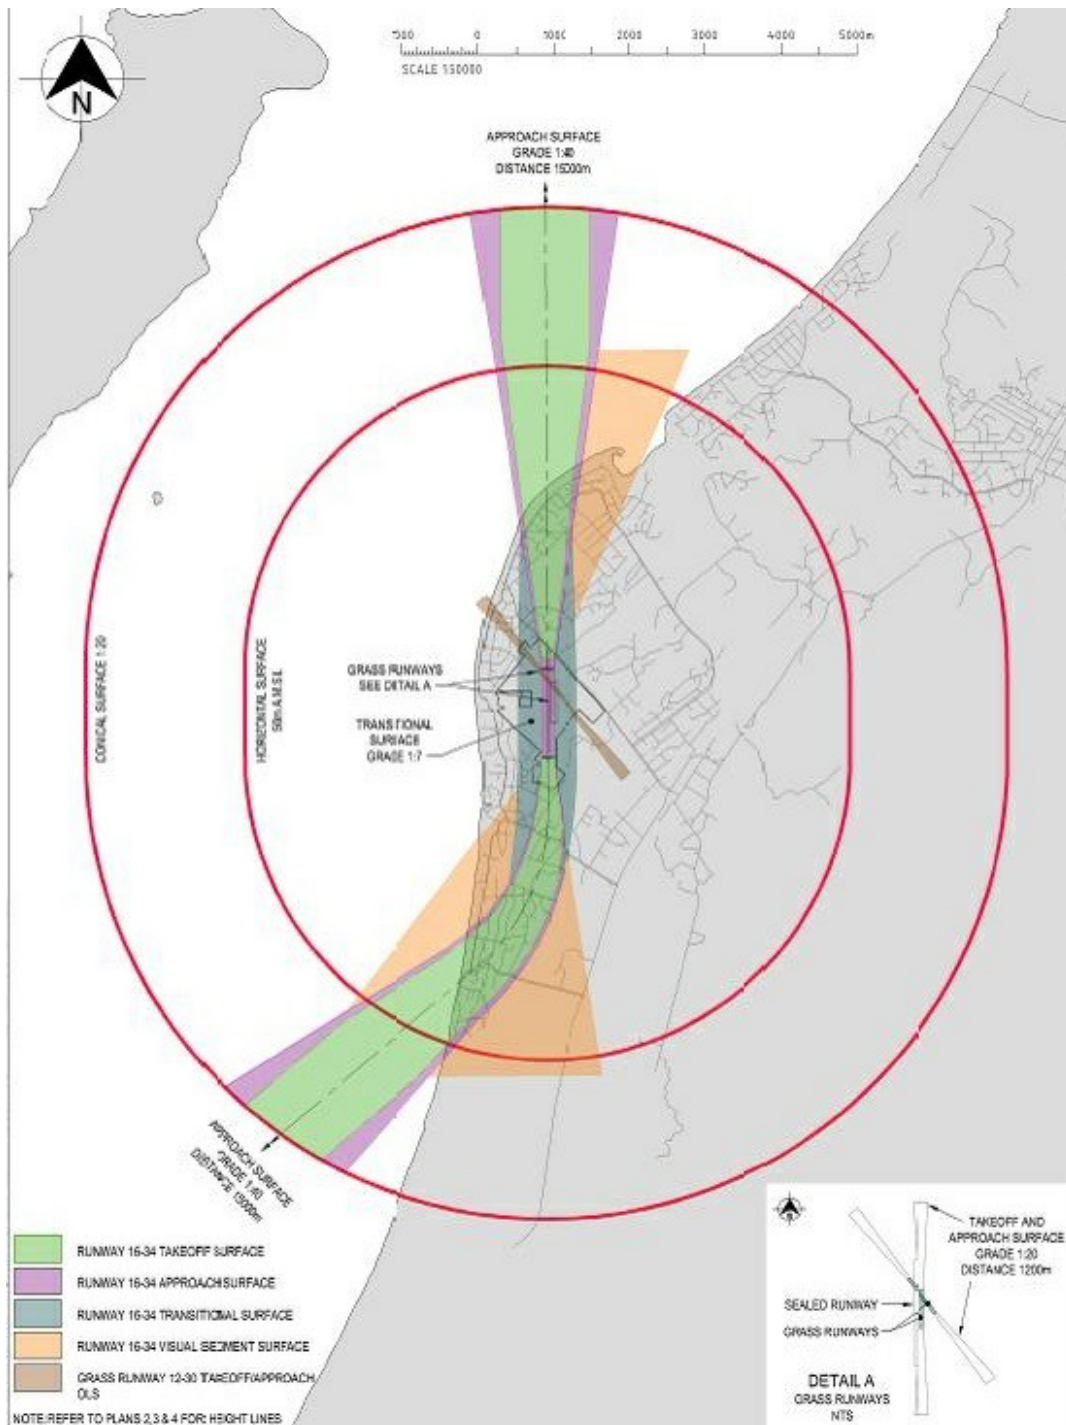 N
-500 0 1000 2000 3000 4000 5000m
SCALE 1:50000
APPROACH SURFACE
GRADE 1:40
DISTANCE 15000m
CONICAL SURFACE 1:20
HORIZONTAL SURFACE
GRASS RUNWAYS
SEE DETAIL A
TRANSITIONAL
SURFACE
GRADE 1:7
APPROACH SURFACE
GRADE 1:40
DISTANCE 15000m
RUNWAY 16-34 TAKEOFF SURFACE
RUNWAY 16-34 APPROACH SURFACE
RUNWAY 16-34 TRANSITIONAL SURFACE
RUNWAY 16-34 VISUAL SEGMENT SURFACE
GRASS RUNWAY 12-30 TAKEOFF/APPROACH
OLS
NOTE: REFER TO PLANS 2,3 & 4 FOR HEIGHT LINES
TAKEOFF AND
APPROACH SURFACE
GRADE 1:20
DISTANCE 1200m
SEALED RUNWAY
GRASS RUNWAYS
DETAIL A
GRASS RUNWAYS
NTS